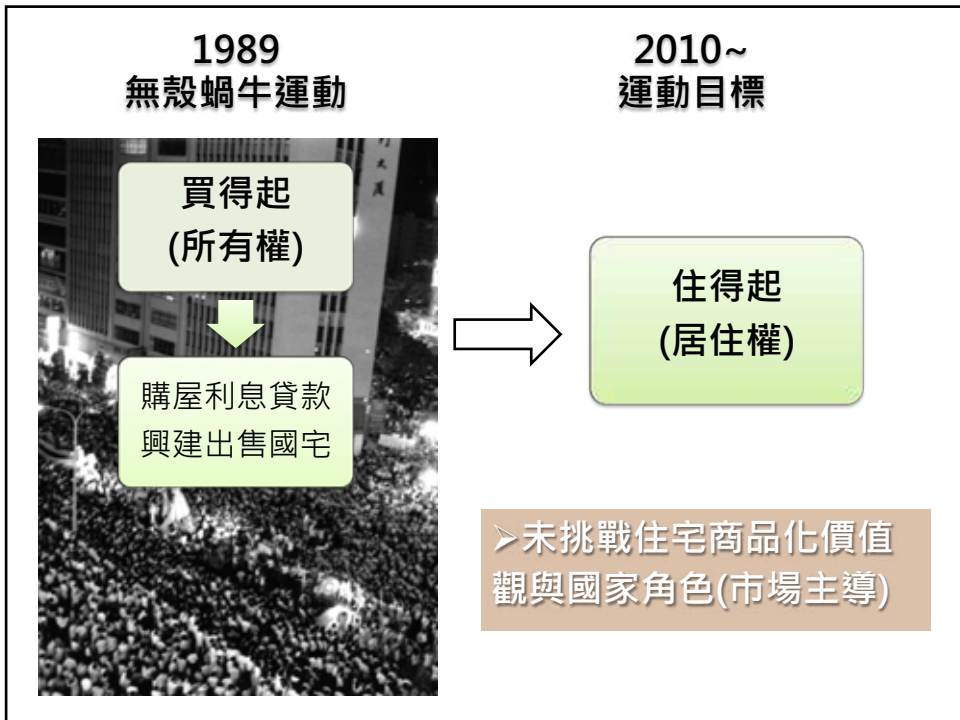 1989
無殼蝸牛運動
2010~
運動目標
買得起
(所有權)
購屋利息貸款
興建出售國宅
住得起
(居住權)
➢未挑戰住宅商品化價值
觀與國家角色(市場主導)